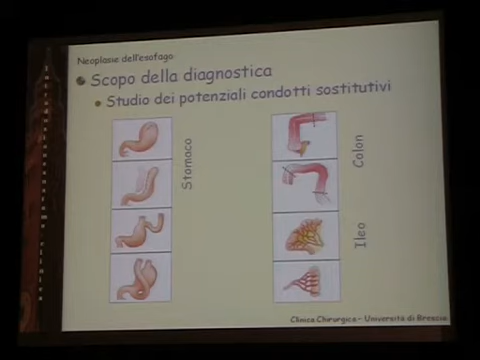 Neoplasie dell'esofago
Scopo della diagnostica
Studio dei potenziali condotti sostitutivi
Stomaco
Colon
Ileo
Clinica Chirurgica - Università di Brescia